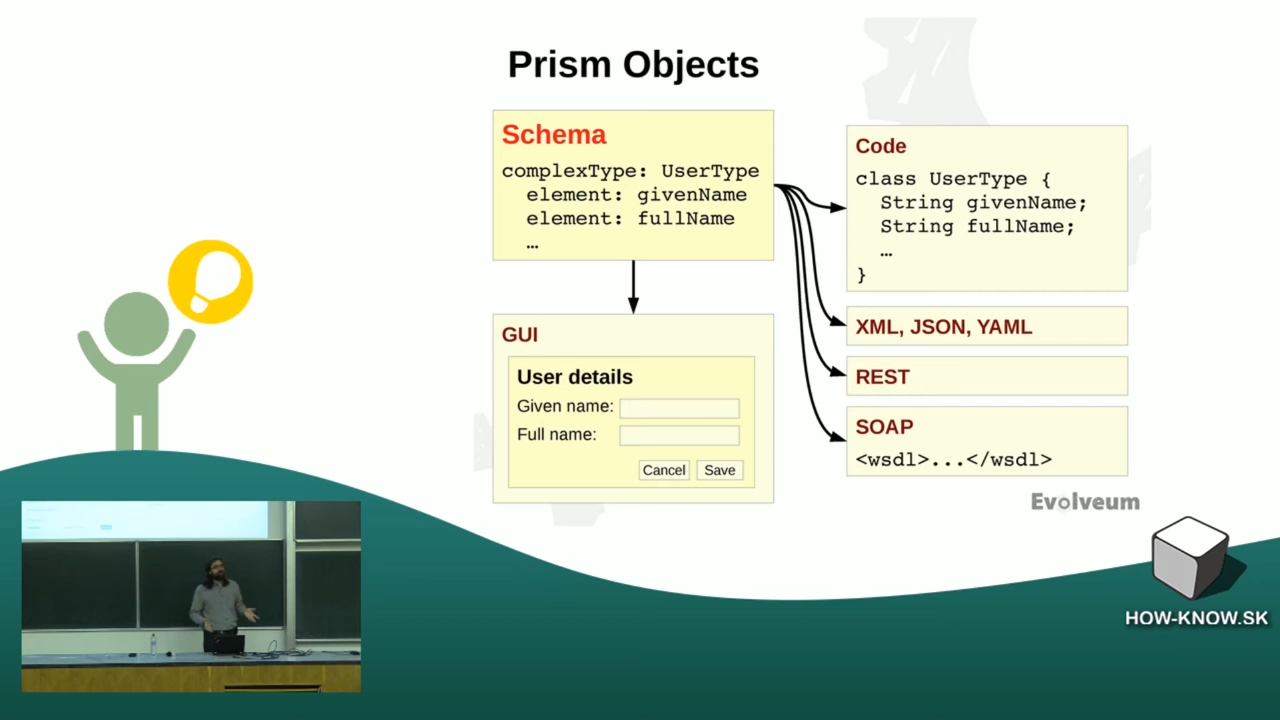 Prism Objects
Schema
complexType: UserType
element: givenName
element: fullName
…
GUI
User details
Given name:
Full name:
Cancel Save
Code
class UserType {
String givenName;
String fullName;
…
}
XML, JSON, YAML
REST
SOAP
<wsdl>...</wsdl>
Evolveum
HOW-KNOW.SK